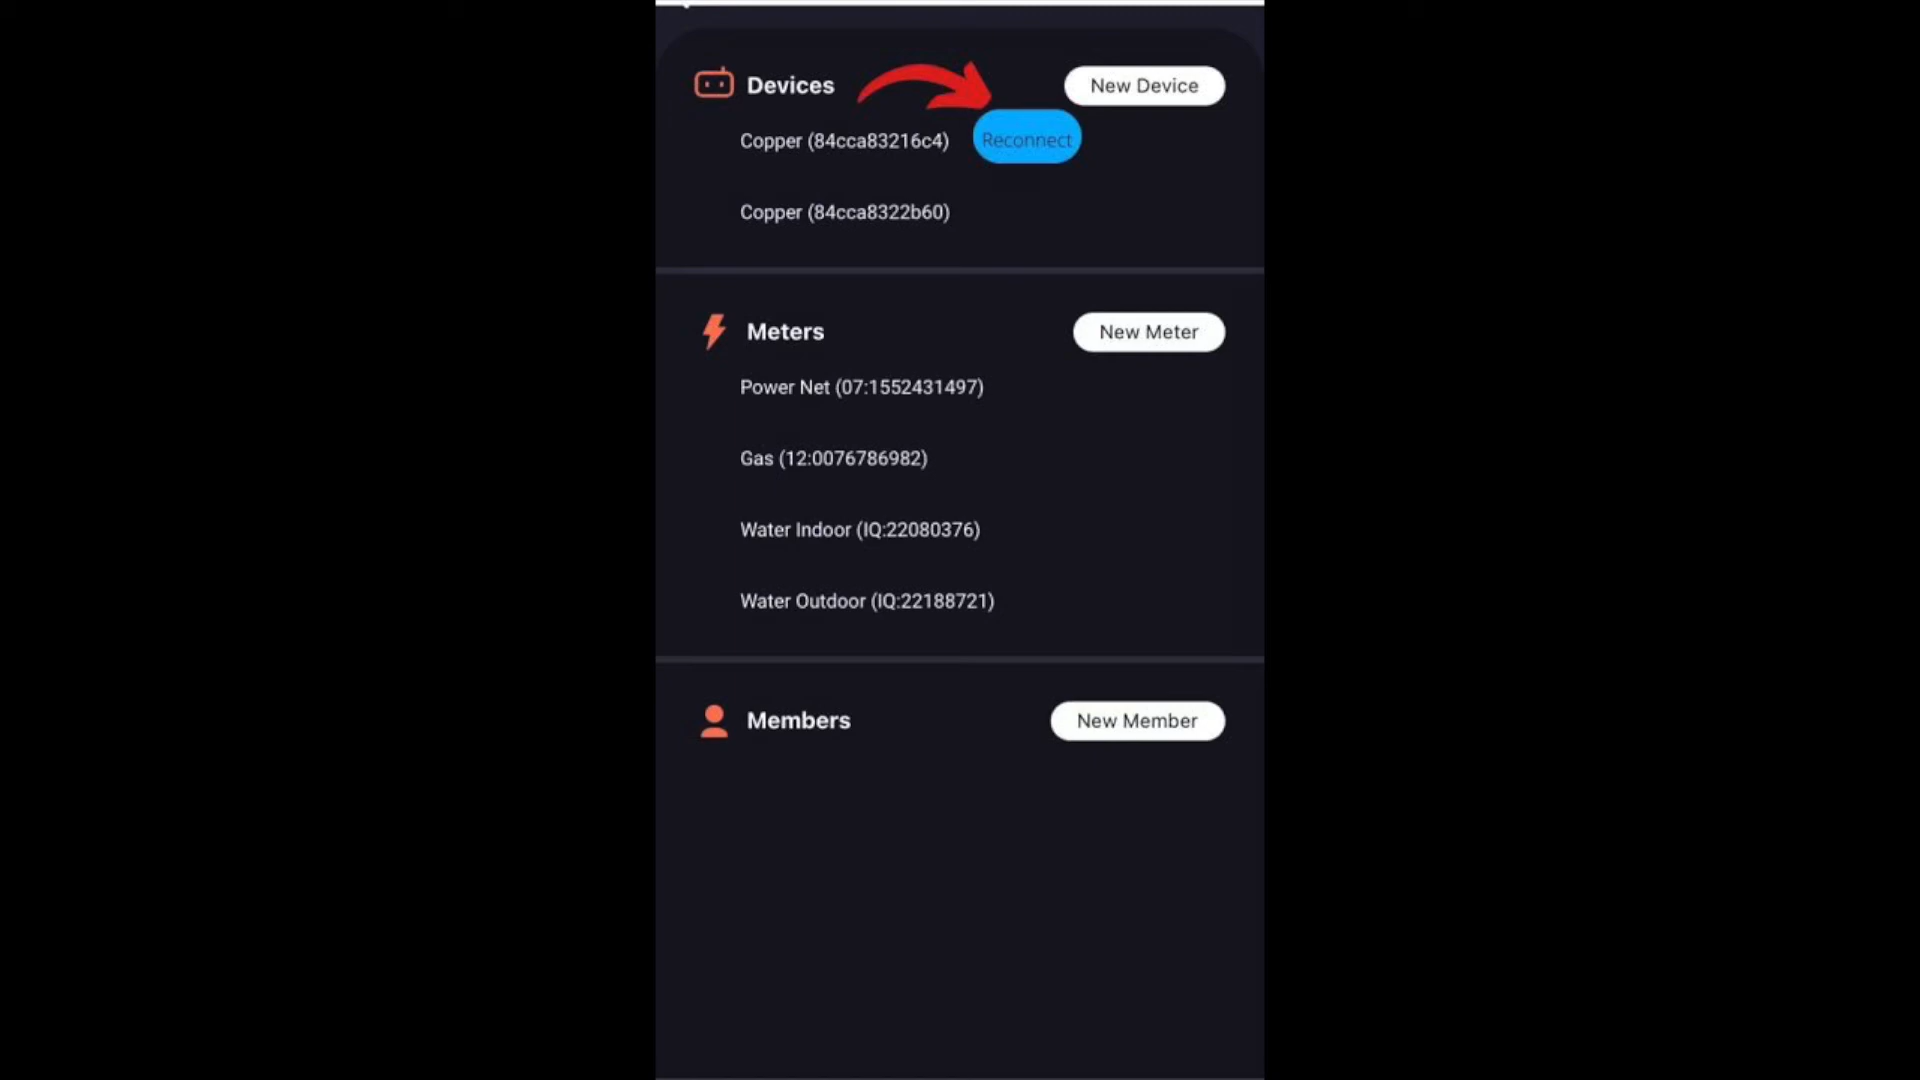 Devices
New Device
Copper (84cca83216c4)
Reconnect
Copper (84cca8322b60)
Meters
New Meter
Power Net (07:1552431497)
Gas (12:0076786982)
Water Indoor (IQ:22080376)
Water Outdoor (IQ:22188721)
Members
New Member